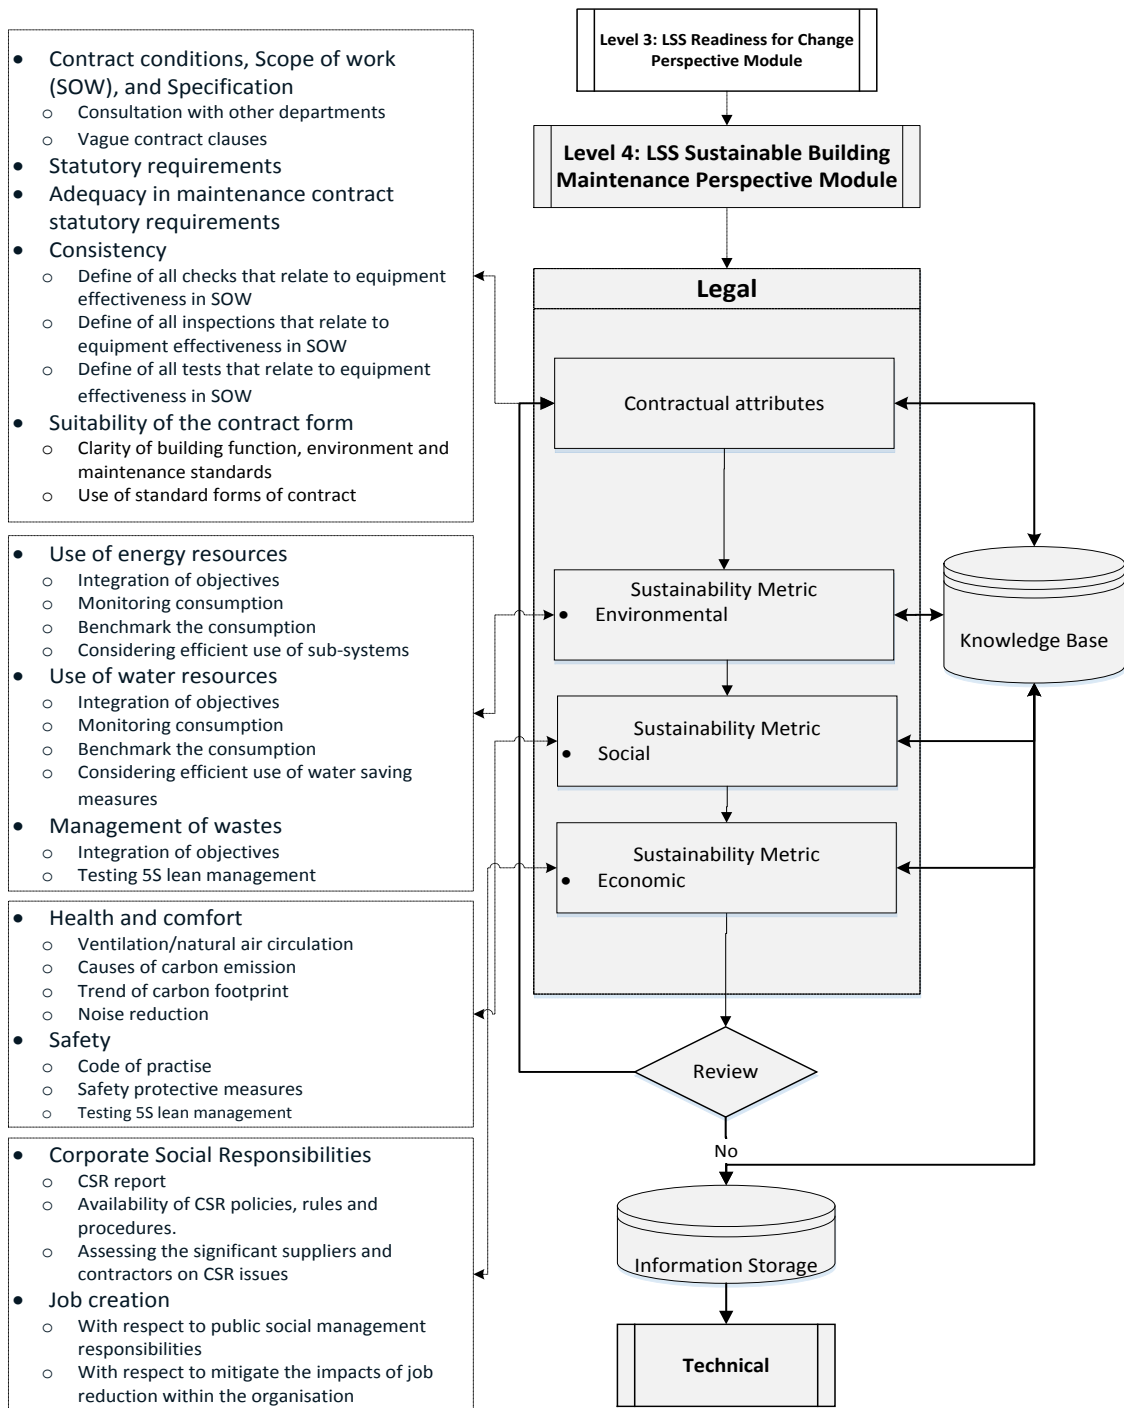 • Contract conditions, Scope of work
(SOW), and Specification
o Consultation with other departments
o Vague contract clauses
• Statutory requirements
• Adequacy in maintenance contract
statutory requirements
• Consistency
o Define of all checks that relate to equipment
effectiveness in SOW
o Define of all inspections that relate to
equipment effectiveness in SOW
o Define of all tests that relate to equipment
effectiveness in SOW
• Suitability of the contract form
o Clarity of building function, environment and
maintenance standards
o Use of standard forms of contract
• Use of energy resources
o Integration of objectives
o Monitoring consumption
o Benchmark the consumption
o Considering efficient use of sub-systems
• Use of water resources
o Integration of objectives
o Monitoring consumption
o Benchmark the consumption
o Considering efficient use of water saving
measures
• Management of wastes
o Integration of objectives
o Testing 5S lean management
• Health and comfort
o Ventilation/natural air circulation
o Causes of carbon emission
o Trend of carbon footprint
o Noise reduction
• Safety
o Code of practise
o Safety protective measures
o Testing 5S lean management
• Corporate Social Responsibilities
o CSR report
o Availability of CSR policies, rules and
procedures.
o Assessing the significant suppliers and
contractors on CSR issues
• Job creation
o With respect to public social management
responsibilities
o With respect to mitigate the impacts of job
reduction within the organisation
Level 3: LSS Readiness for Change
Perspective Module
Level 4: LSS Sustainable Building
Maintenance Perspective Module
Legal
Contractual attributes
Sustainability Metric
• Environmental
Sustainability Metric
• Social
Sustainability Metric
• Economic
Knowledge Base
Review
No
Information Storage
Technical